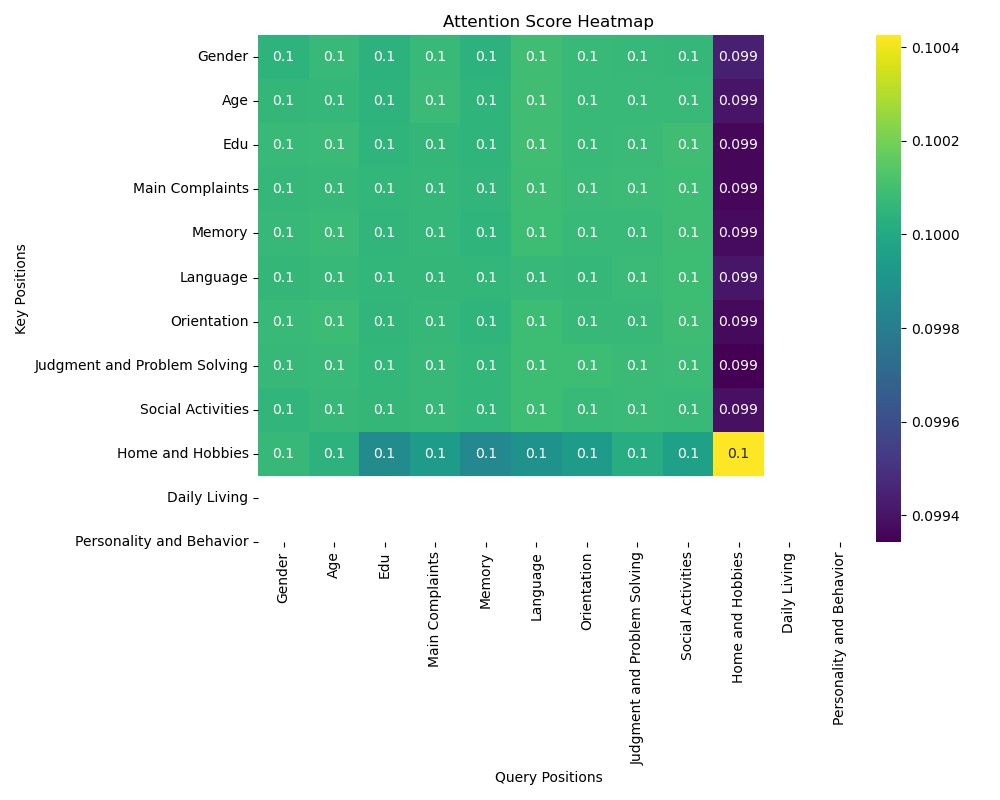 Attention Score Heatmap
Key Positions
Gender 0.1 0.1 0.1 0.1 0.1 0.1 0.1 0.1 0.1 0.099
Age 0.1 0.1 0.1 0.1 0.1 0.1 0.1 0.1 0.1 0.099
Edu 0.1 0.1 0.1 0.1 0.1 0.1 0.1 0.1 0.1 0.099
Main Complaints 0.1 0.1 0.1 0.1 0.1 0.1 0.1 0.1 0.1 0.099
Memory 0.1 0.1 0.1 0.1 0.1 0.1 0.1 0.1 0.1 0.099
Language 0.1 0.1 0.1 0.1 0.1 0.1 0.1 0.1 0.1 0.099
Orientation 0.1 0.1 0.1 0.1 0.1 0.1 0.1 0.1 0.1 0.099
Judgment and Problem Solving 0.1 0.1 0.1 0.1 0.1 0.1 0.1 0.1 0.1 0.099
Social Activities 0.1 0.1 0.1 0.1 0.1 0.1 0.1 0.1 0.1 0.099
Home and Hobbies 0.1 0.1 0.1 0.1 0.1 0.1 0.1 0.1 0.1 0.1
Daily Living
Personality and Behavior
Gender
Age
Edu
Main Complaints
Memory
Language
Orientation
Judgment and Problem Solving
Social Activities
Home and Hobbies
Daily Living
Personality and Behavior
Query Positions
0.1004
0.1002
0.1000
0.0998
0.0996
0.0994